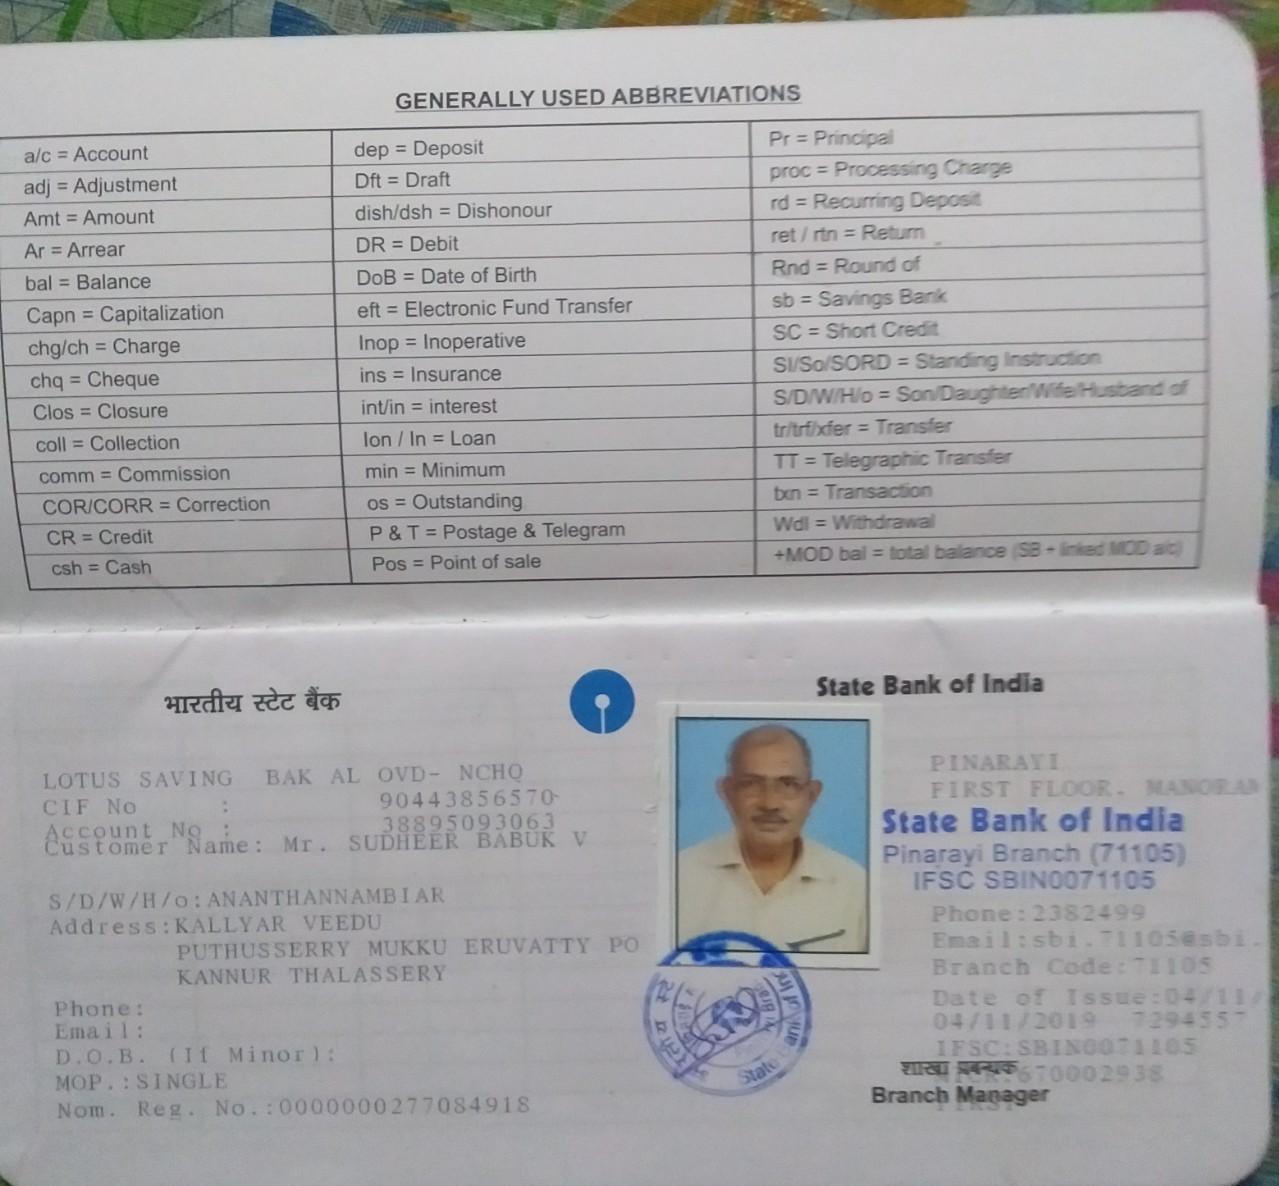 GENERALLY USED ABBREVIATIONS
a/c = Account
adj = Adjustment
Amt = Amount
Ar = Arrear
bal = Balance
Capn = Capitalization
chg/ch = Charge
chq = Cheque
Clos = Closure
coll = Collection
comm = Commission
COR/CORR = Correction
CR = Credit
csh = Cash
dep = Deposit
Dft = Draft
dish/dsh = Dishonour
DR = Debit
DoB = Date of Birth
eft = Electronic Fund Transfer
Inop = Inoperative
ins = Insurance
int/in = interest
lon / ln = Loan
min = Minimum
os = Outstanding
P & T = Postage & Telegram
Pos = Point of sale
Pr = Principal
proc = Processing Charge
rd = Recurring Deposit
ret / rtn = Return
Rnd = Round of
sb = Savings Bank
SC = Short Credit
SI/So/SORD = Standing Instruction
S/D/W/H/o = Son/Daughter/Wife/Husband of
tr/trf/xfer = Transfer
TT = Telegraphic Transfer
txn = Transaction
Wdl = Withdrawal
+MOD bal = total balance (SB + linked MOD a/c)
भारतीय स्टेट बैंक
State Bank of India
LOTUS SAVING BAK AL OVD- NCHQ
CIF No : 90443856570
Account No : 38895093063
Customer Name: Mr. SUDHEER BABUK V
S/D/W/H/o:ANANTHANNAMBIAR
Address:KALLYAR VEEDU
PUTHUSSERRY MUKKU ERUVATTY PO
KANNUR THALASSERY
Phone:
Email:
D.O.B. (If Minor):
MOP.:SINGLE
Nom. Reg. No.:0000000277084918
PINARAYI
FIRST FLOOR, MANORAM
State Bank of India
Pinarayi Branch (71105)
IFSC SBIN0071105
Phone:2382499
Email:sbi.71105@sbi.
Branch Code:71105
Date of Issue:04/11/
04/11/2019 7294557
IFSC:SBIN0071105
शाखा प्रबन्धक
670002938
Branch Manager
State